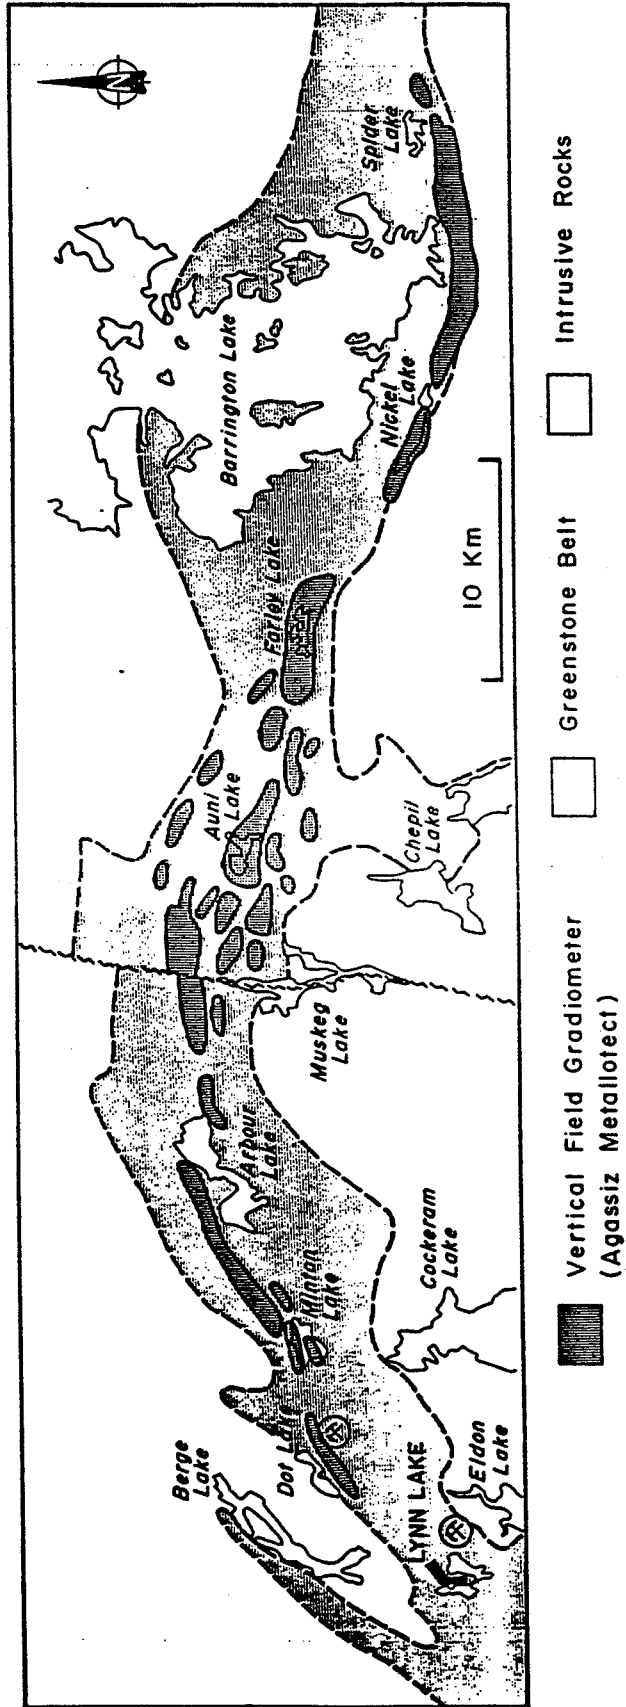 N
Berge
Lake
Dot Lake
LYNN LAKE
Eldon
Lake
Cockeram
Lake
Minton
Lake
Arbour
Lake
Muskeg
Lake
Chepil
Lake
Aunl
Lake
Farley Lake
Barrington Lake
Nickel
Lake
Spider
Lake
10 Km
Vertical Field Gradiometer
(Agassiz Metallotect)
Greenstone Belt
Intrusive Rocks